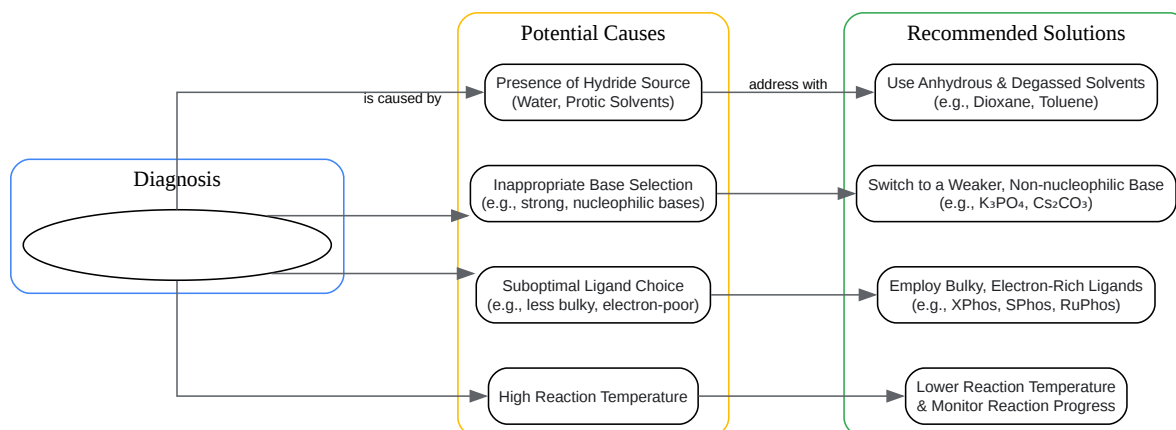 Potential Causes
Recommended Solutions
Presence of Hydride Source
(Water, Protic Solvents)
address with
Use Anhydrous & Degassed Solvents
(e.g., Dioxane, Toluene)
is caused by
Diagnosis
Inappropriate Base Selection
(e.g., strong, nucleophilic bases)
Switch to a Weaker, Non-nucleophilic Base
(e.g., K₃PO₄, Cs₂CO₃)
Suboptimal Ligand Choice
(e.g., less bulky, electron-poor)
Employ Bulky, Electron-Rich Ligands
(e.g., XPhos, SPhos, RuPhos)
High Reaction Temperature
Lower Reaction Temperature
& Monitor Reaction Progress